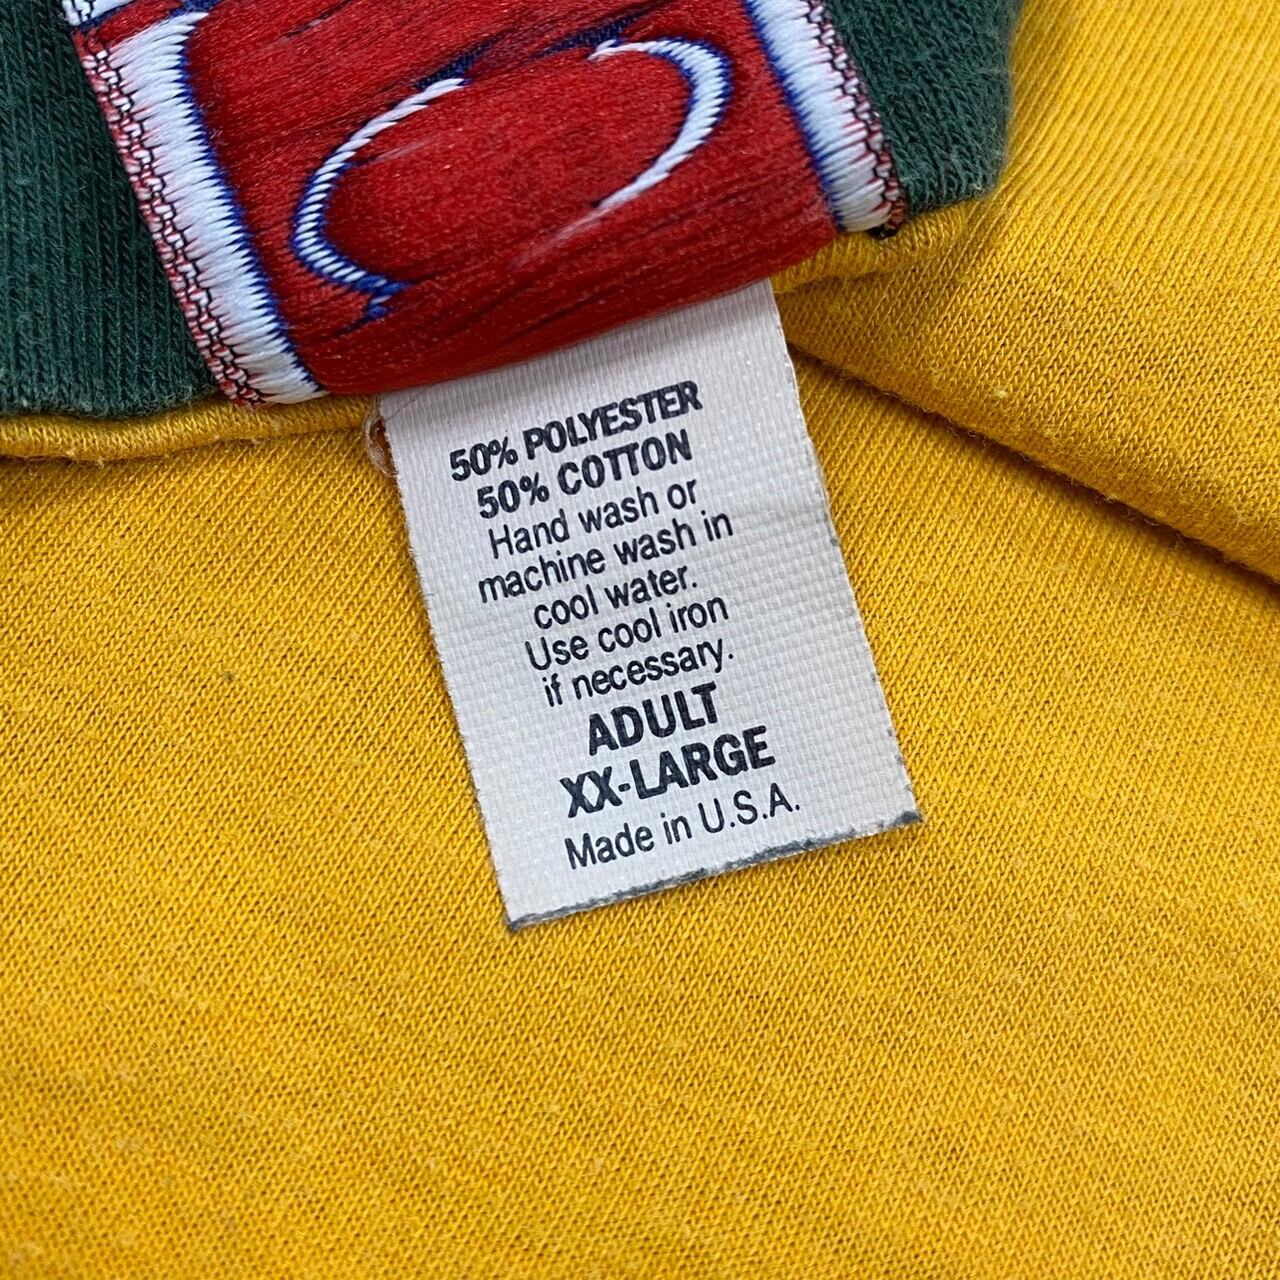 50% POLYESTER
50% COTTON
Hand wash or
machine wash in
cool water.
Use cool iron
if necessary.
ADULT
XX-LARGE
Made in U.S.A.